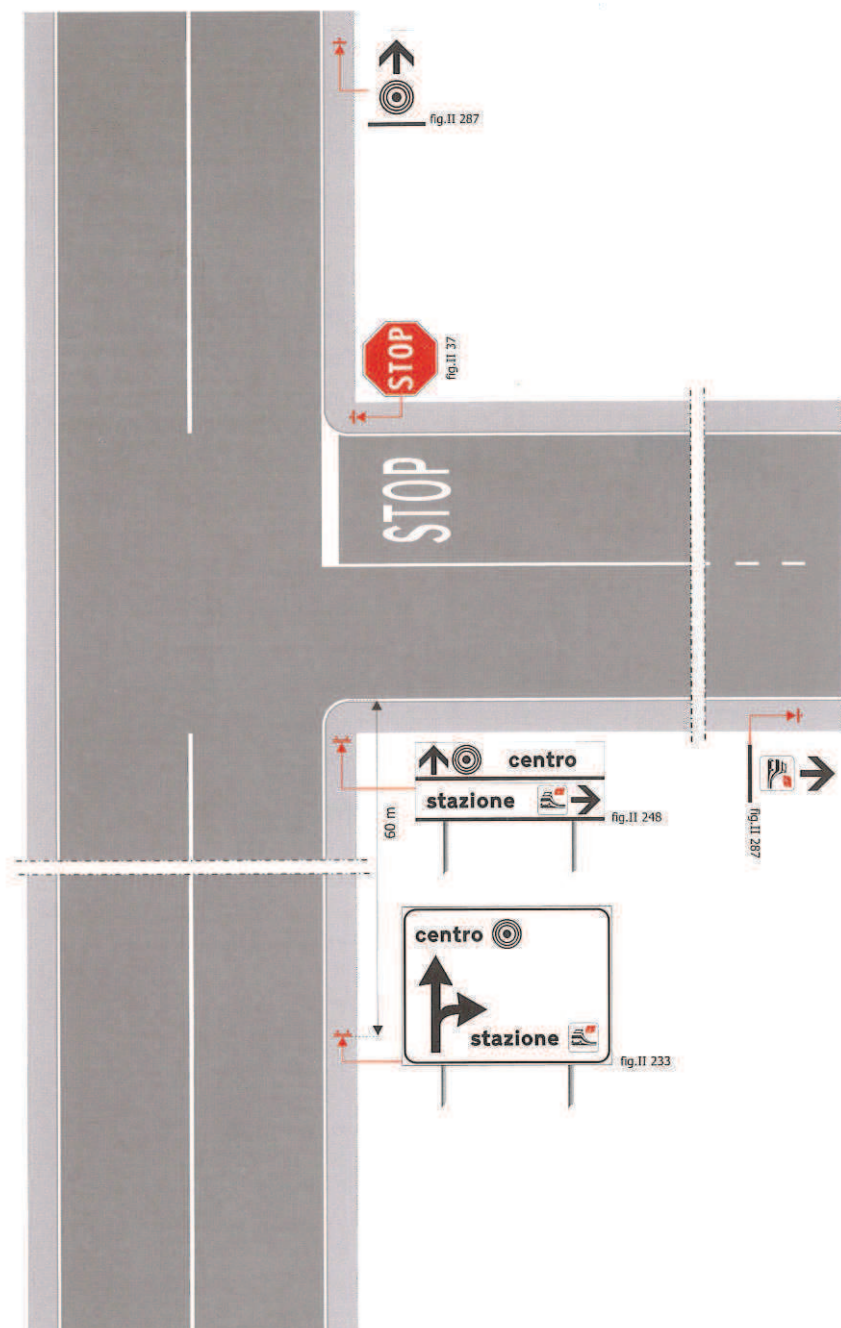 fig.II 287
STOP
fig.II 37
STOP
centro
stazione
fig.II 248
60 m
fig.II 287
centro
stazione
fig.II 233